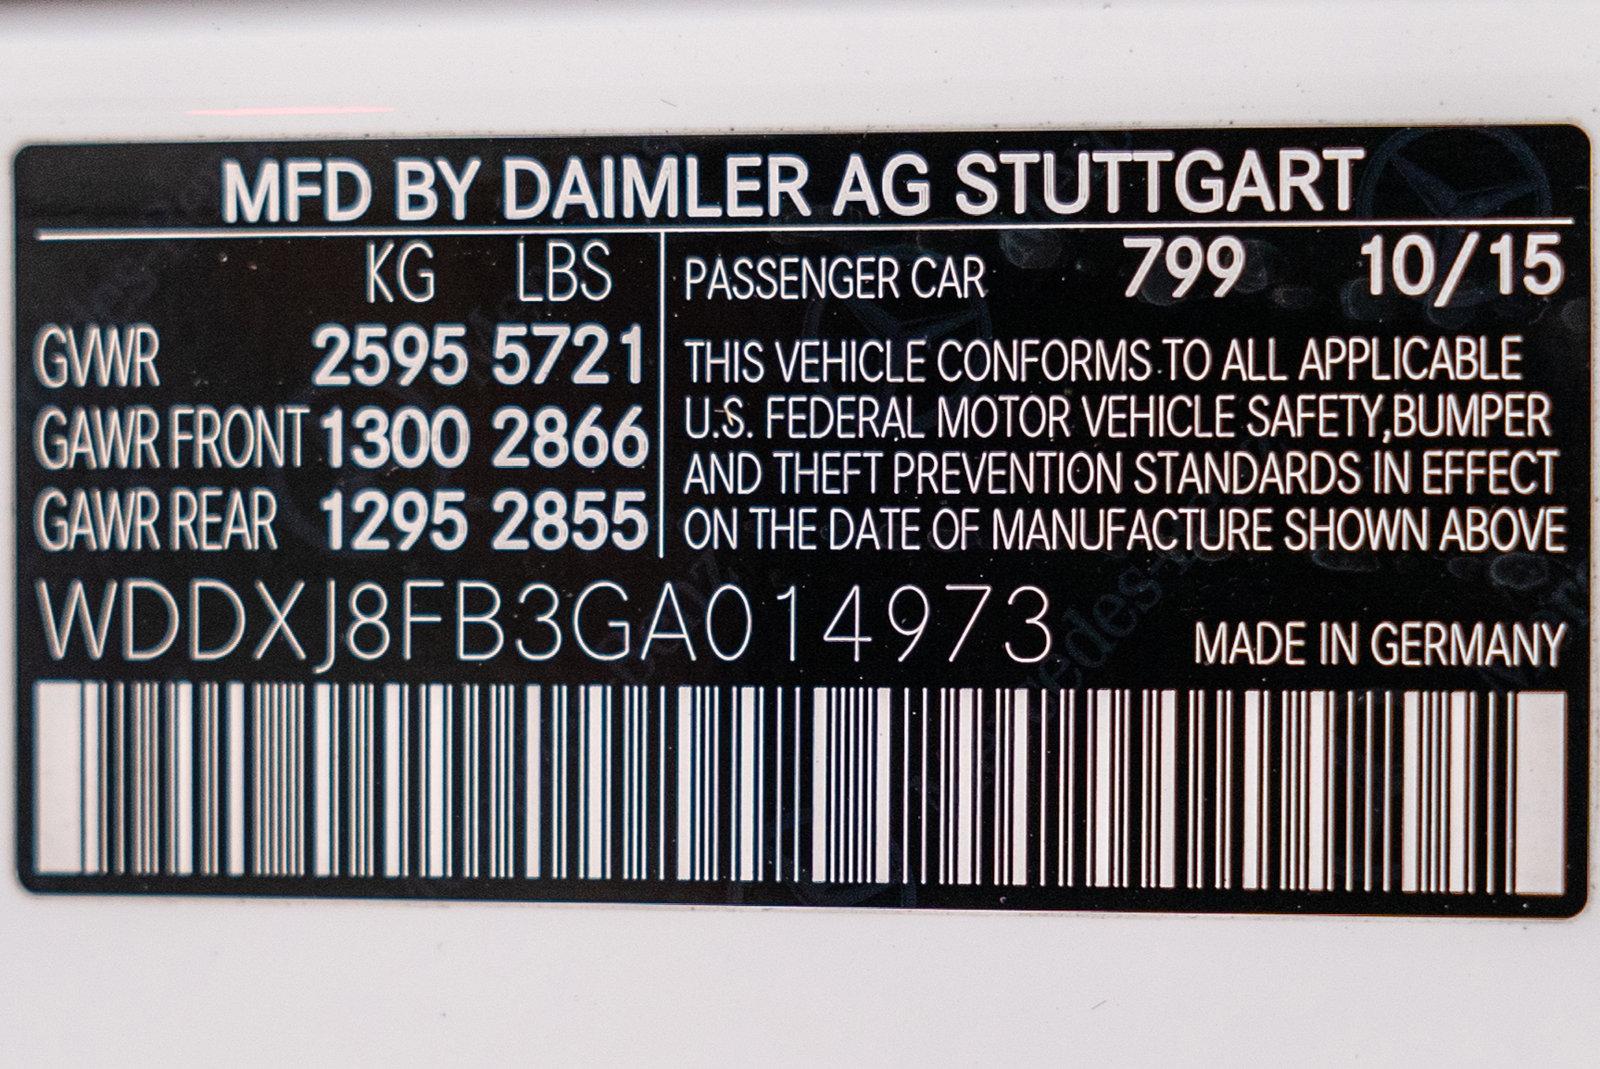 MFD BY DAIMLER AG STUTTGART
KG LBS
GVWR 2595 5721
GAWR FRONT 1300 2866
GAWR REAR 1295 2855
PASSENGER CAR 799 10/15
THIS VEHICLE CONFORMS TO ALL APPLICABLE
U.S. FEDERAL MOTOR VEHICLE SAFETY,BUMPER
AND THEFT PREVENTION STANDARDS IN EFFECT
ON THE DATE OF MANUFACTURE SHOWN ABOVE
WDDXJ8FB3GA014973
MADE IN GERMANY